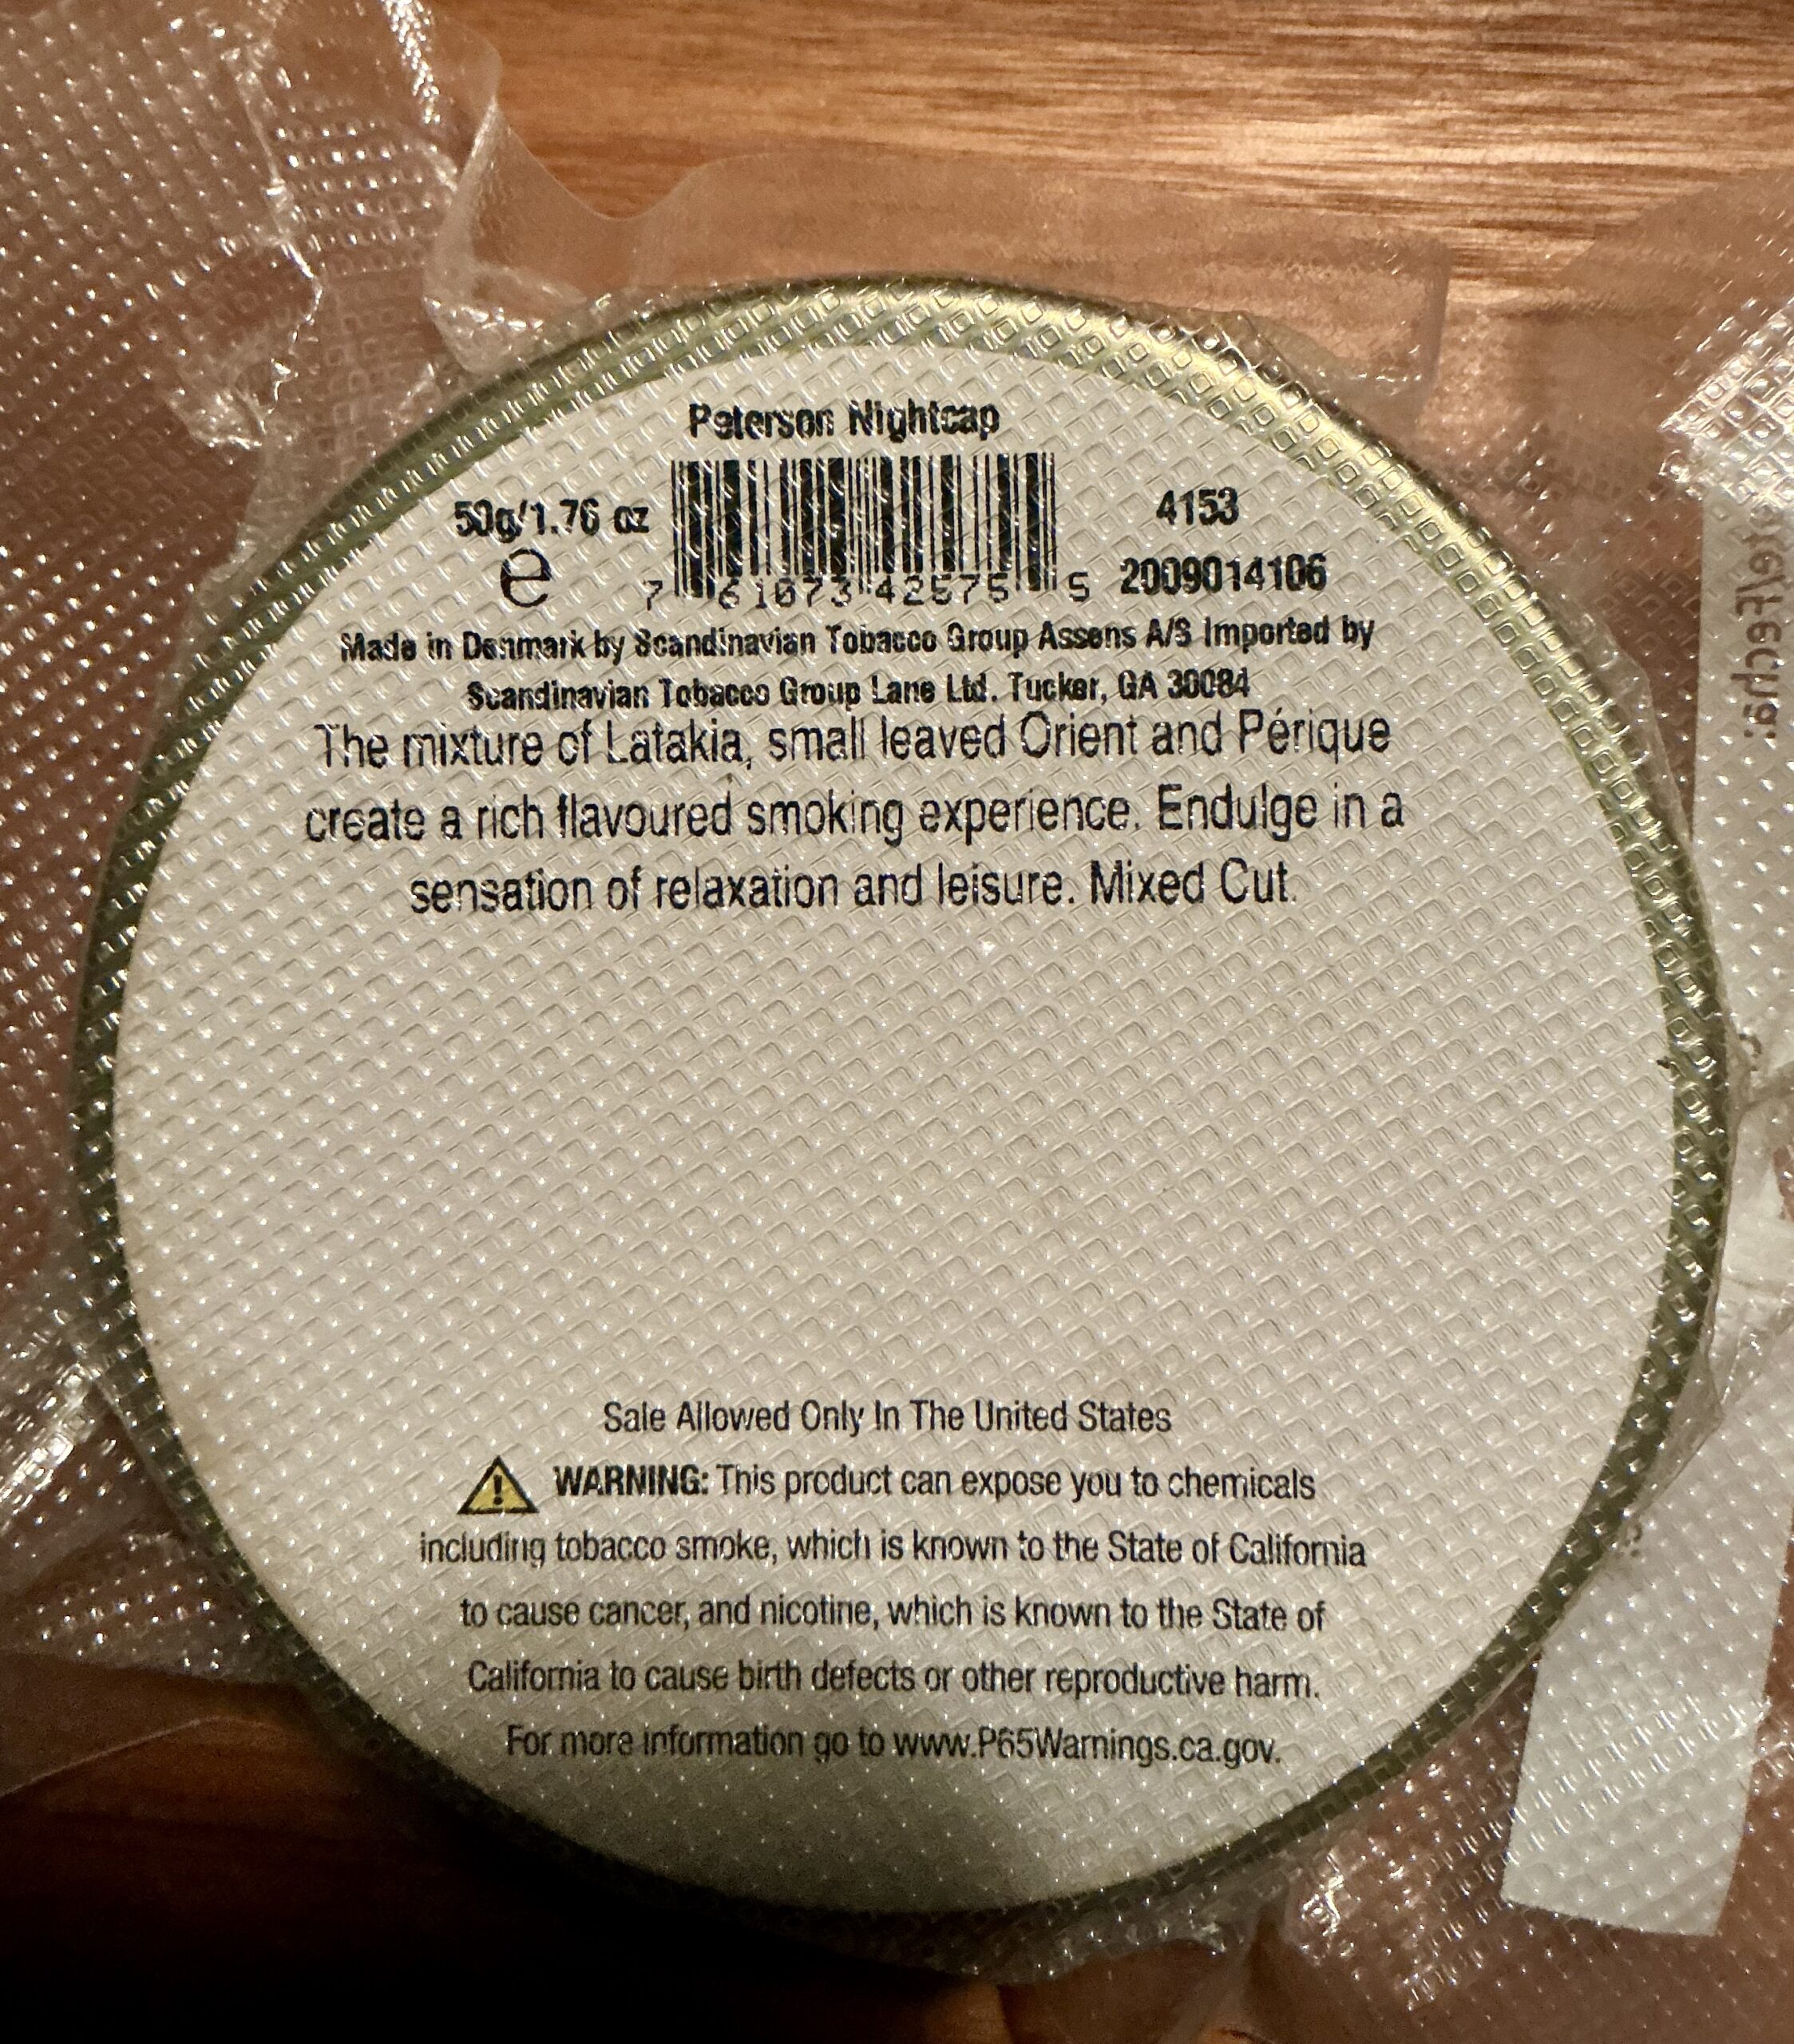 Peterson Nightcap
50g/1.76 oz
e
7 61073 42575 5
4153
2009014106
Made in Denmark by Scandinavian Tobacco Group Assens A/S Imported by
Scandinavian Tobacco Group Lane Ltd. Tucker, GA 30084
The mixture of Latakia, small leaved Orient and Périque
create a rich flavoured smoking experience. Endulge in a
sensation of relaxation and leisure. Mixed Cut.
Sale Allowed Only In The United States
WARNING: This product can expose you to chemicals
including tobacco smoke, which is known to the State of California
to cause cancer, and nicotine, which is known to the State of
California to cause birth defects or other reproductive harm.
For more information go to www.P65Warnings.ca.gov.